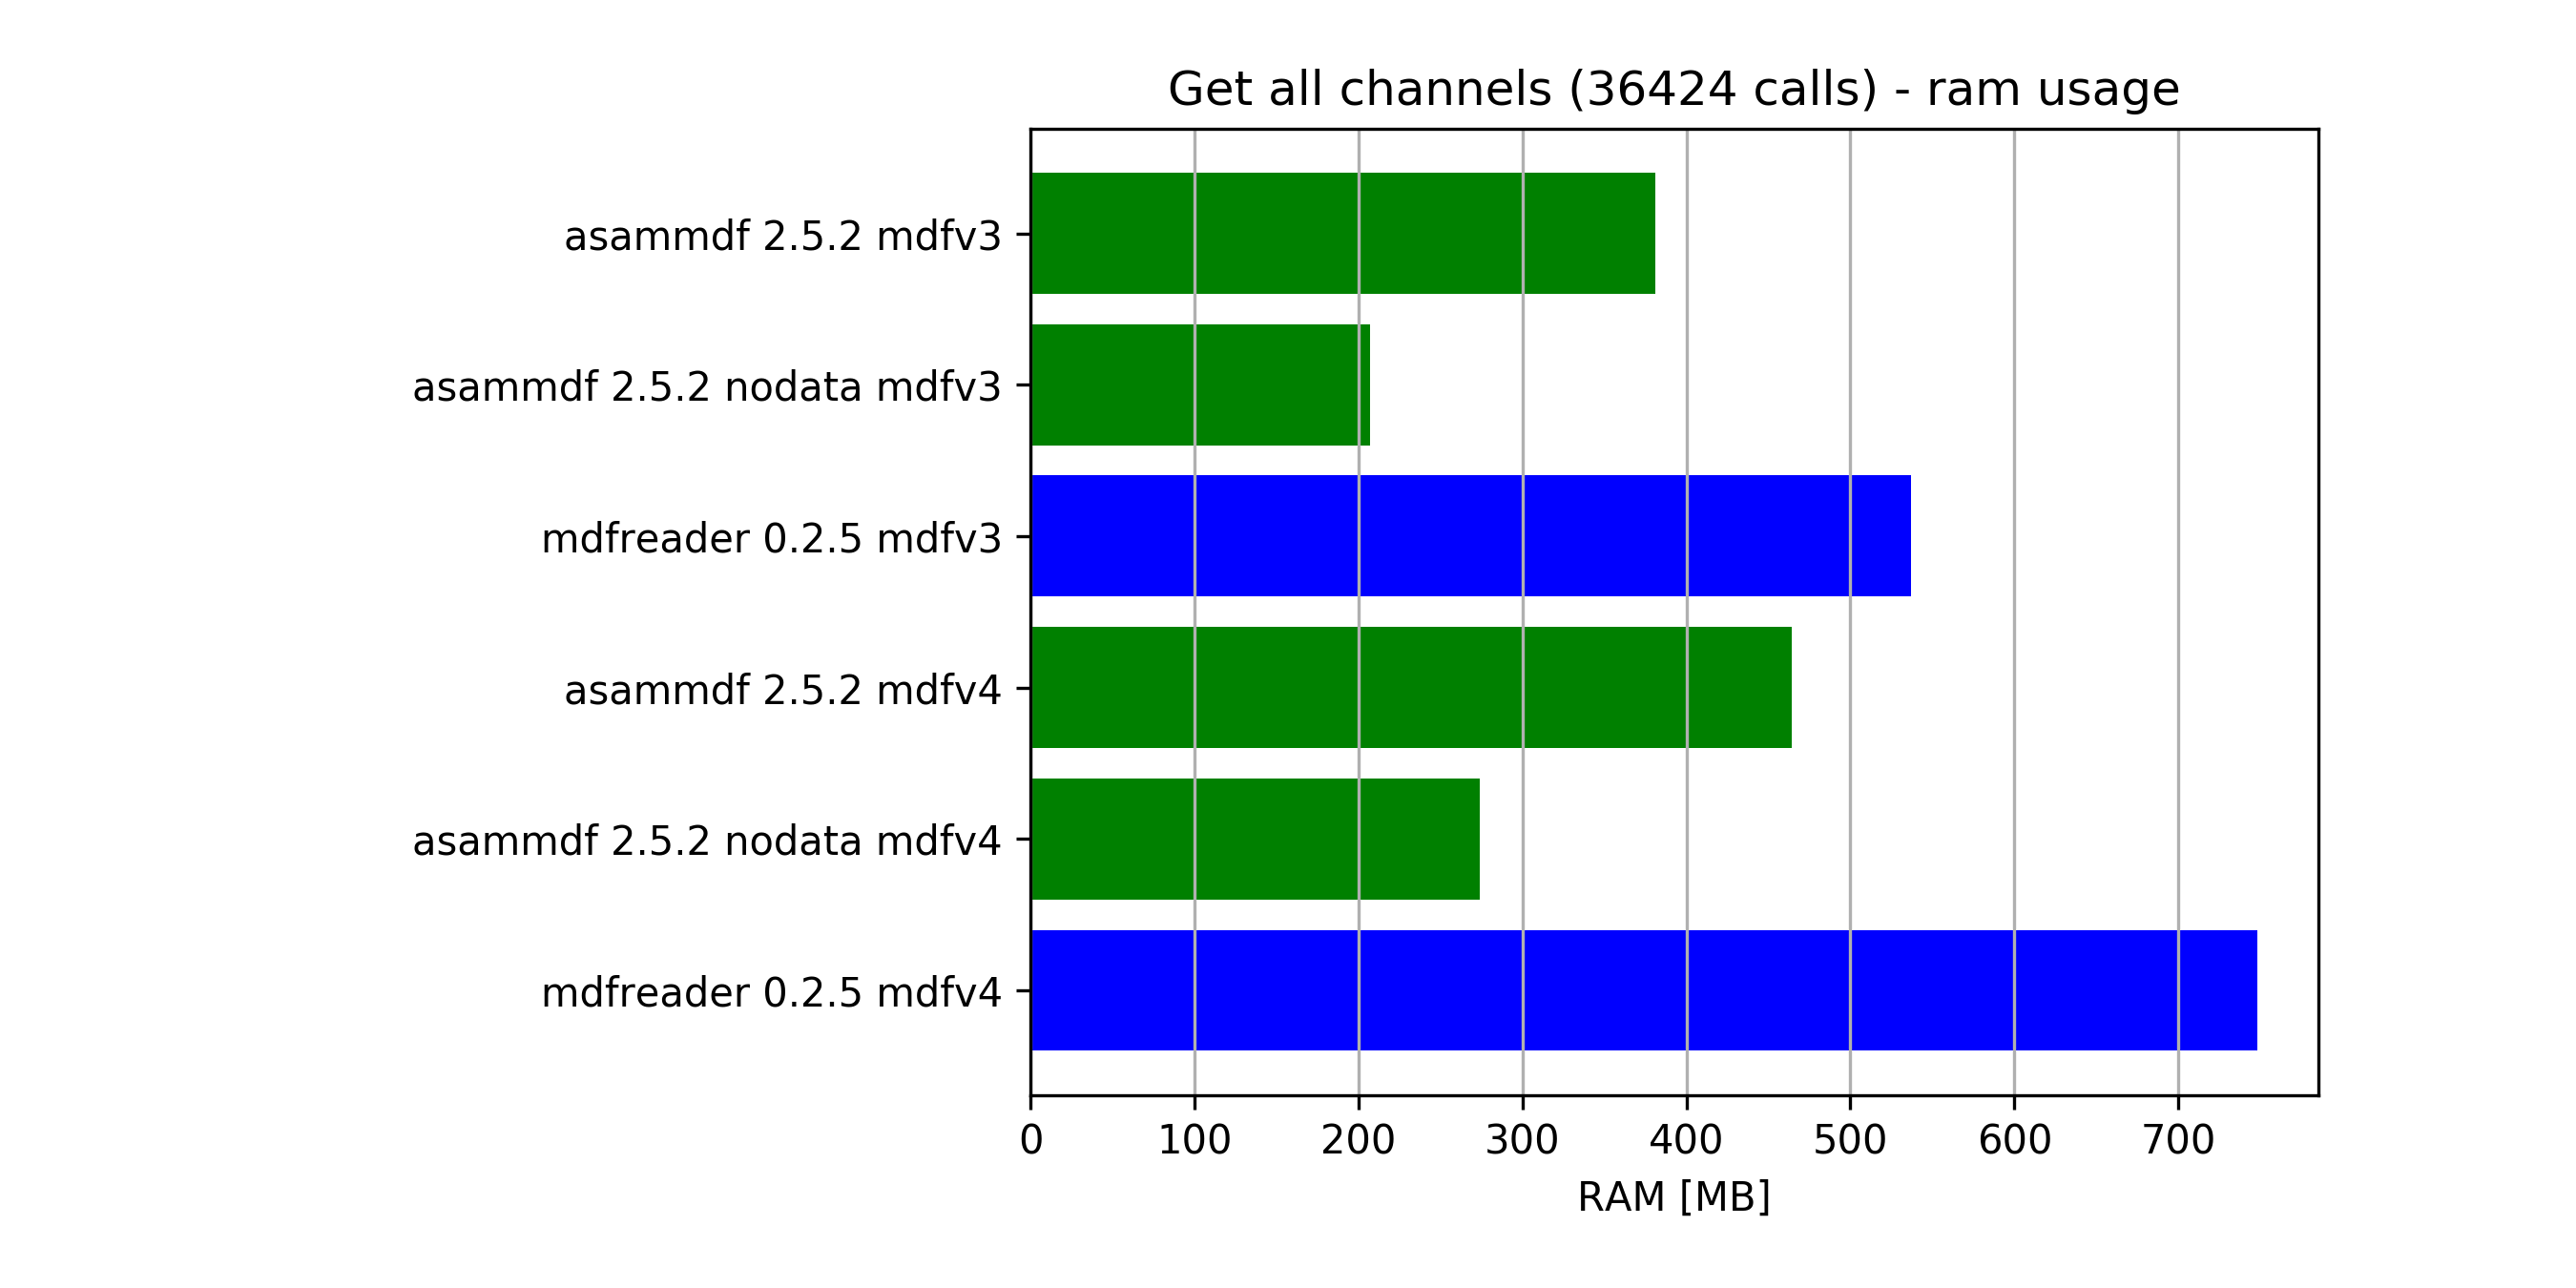 Get all channels (36424 calls) - ram usage
asammdf 2.5.2 mdfv3
asammdf 2.5.2 nodata mdfv3
mdfreader 0.2.5 mdfv3
asammdf 2.5.2 mdfv4
asammdf 2.5.2 nodata mdfv4
mdfreader 0.2.5 mdfv4
0 100 200 300 400 500 600 700
RAM [MB]